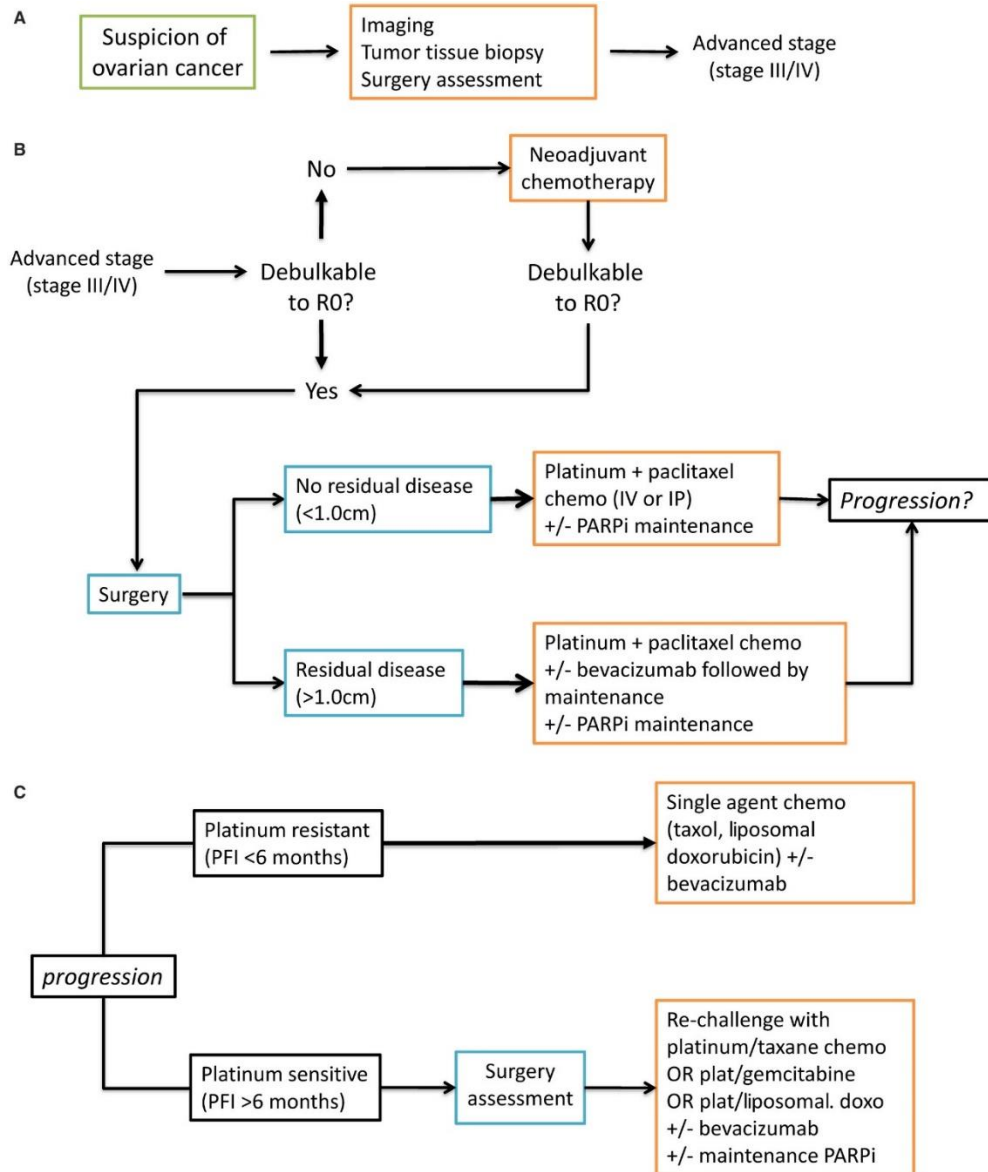 A
Suspicion of
ovarian cancer
Imaging
Tumor tissue biopsy
Surgery assessment
Advanced stage
(stage III/IV)
B
No
Neoadjuvant
chemotherapy
Advanced stage
(stage III/IV)
Debulkable
to R0?
Debulkable
to R0?
Yes
No residual disease
(<1.0cm)
Platinum + paclitaxel
chemo (IV or IP)
+/- PARPi maintenance
Progression?
Surgery
Residual disease
(>1.0cm)
Platinum + paclitaxel chemo
+/- bevacizumab followed by
maintenance
+/- PARPi maintenance
C
Platinum resistant
(PFI <6 months)
Single agent chemo
(taxol, liposomal
doxorubicin) +/-
bevacizumab
progression
Platinum sensitive
(PFI >6 months)
Surgery
assessment
Re-challenge with
platinum/taxane chemo
OR plat/gemcitabine
OR plat/liposomal. doxo
+/- bevacizumab
+/- maintenance PARPi